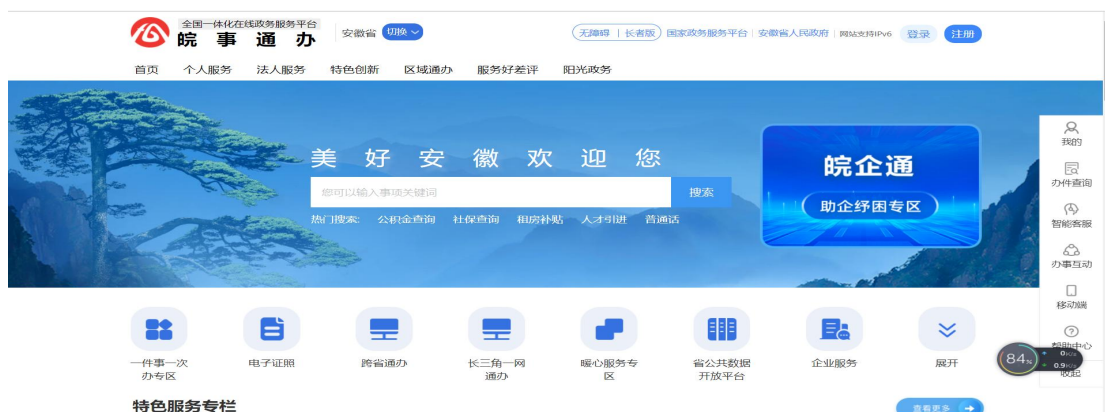 全国一体化在线政务服务平台
皖事通办
安徽省 切换
无障碍 | 长者版 国家政务服务平台 安徽省人民政府 网站支持IPv6 登录 注册
首页 个人服务 法人服务 特色创新 区域通办 服务好差评 阳光政务
美好安徽欢迎您
您可以输入事项关键词 搜索
热门搜索: 公积金查询 社保查询 租房补贴 人才引进 普通话
皖企通
助企纾困专区
我的
办件查询
智能客服
办事互动
移动端
帮助中心
收起
84%
0K/s
0.9K/s
一件事一次
办专区
电子证照
跨省通办
长三角一网
通办
暖心服务专
区
省公共数据
开放平台
企业服务
展开
特色服务专栏
查看更多